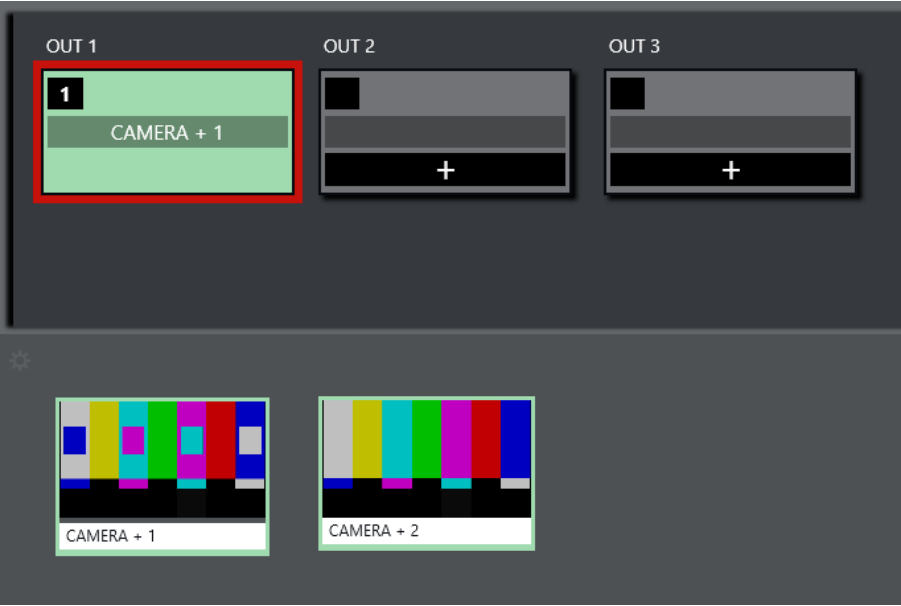 OUT 1 OUT 2 OUT 3
1
CAMERA + 1
+ +
CAMERA + 1 CAMERA + 2